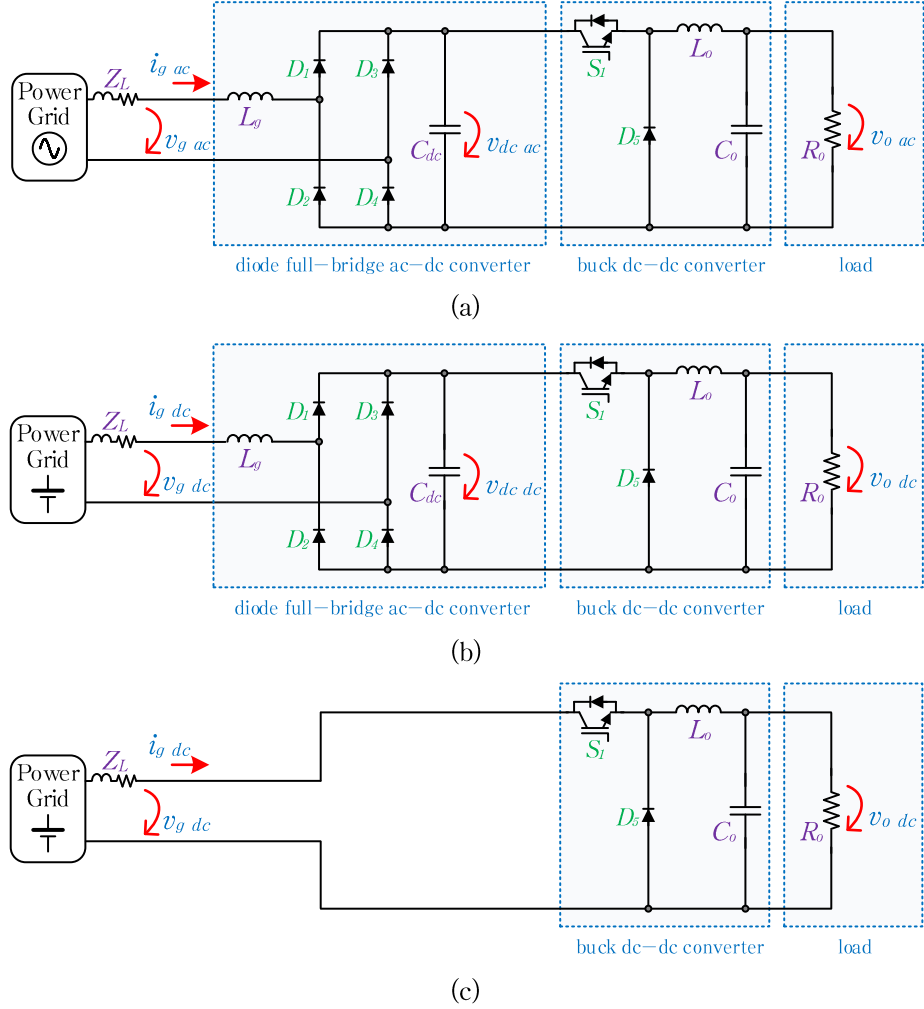 Power
Grid
Z_L
i_g ac
v_g ac
L_g
D_1
D_3
D_2
D_4
C_dc
v_dc ac
S_1
D_5
L_o
C_o
R_o
v_o ac
diode full-bridge ac-dc converter
buck dc-dc converter
load
(a)
Power
Grid
Z_L
i_g dc
v_g dc
L_g
D_1
D_3
D_2
D_4
C_dc
v_dc dc
S_1
D_5
L_o
C_o
R_o
v_o dc
diode full-bridge ac-dc converter
buck dc-dc converter
load
(b)
Power
Grid
Z_L
i_g dc
v_g dc
S_1
D_5
L_o
C_o
R_o
v_o dc
buck dc-dc converter
load
(c)